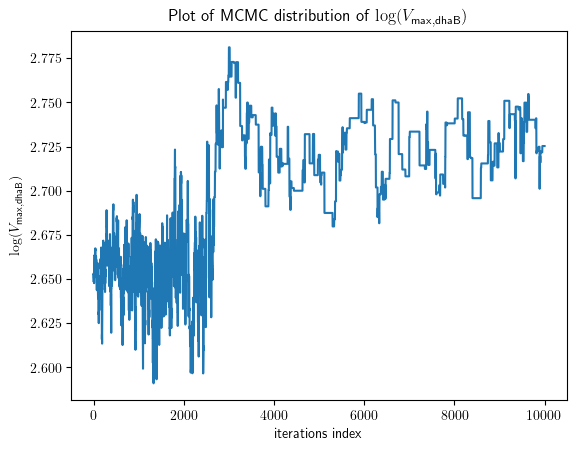 Plot of MCMC distribution of log(V_max,dhaB)
log(V_max,dhaB)
2.775
2.750
2.725
2.700
2.675
2.650
2.625
2.600
0 2000 4000 6000 8000 10000
iterations index